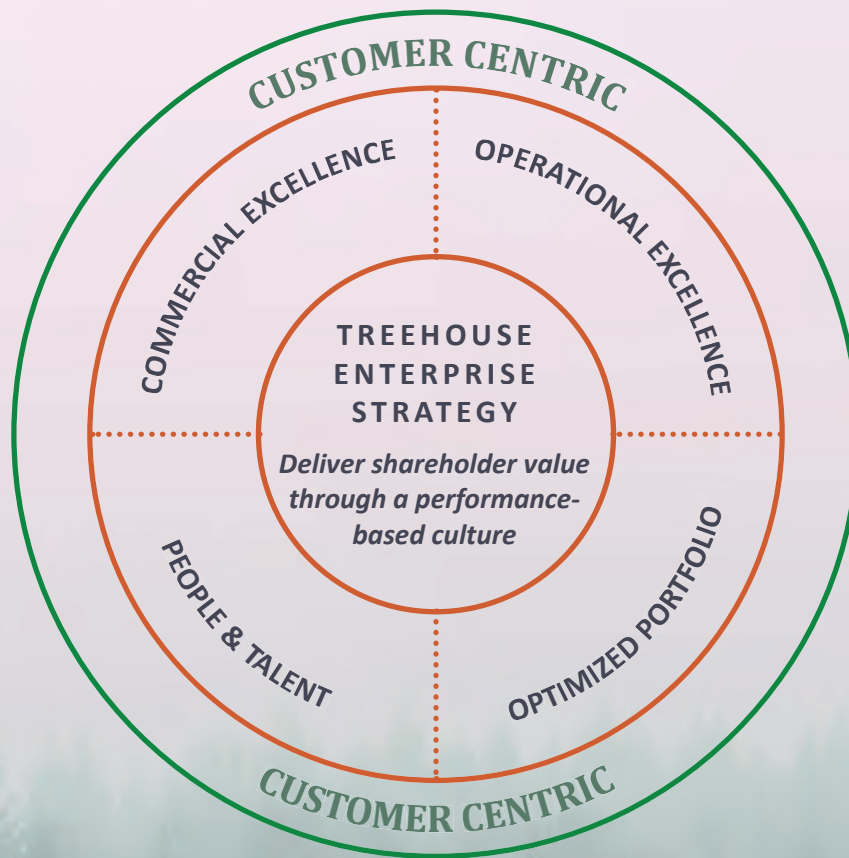 CUSTOMER CENTRIC
COMMERCIAL EXCELLENCE
OPERATIONAL EXCELLENCE
TREEHOUSE
ENTERPRISE
STRATEGY
Deliver shareholder value
through a performance-
based culture
PEOPLE & TALENT
OPTIMIZED PORTFOLIO
CUSTOMER CENTRIC